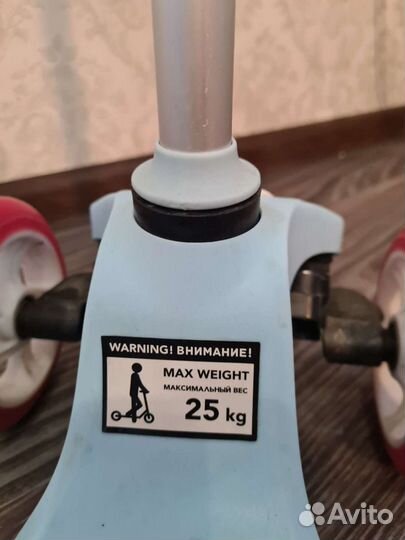 WARNING! ВНИМАНИЕ!
MAX WEIGHT
МАКСИМАЛЬНЫЙ ВЕС
25 kg
Avito